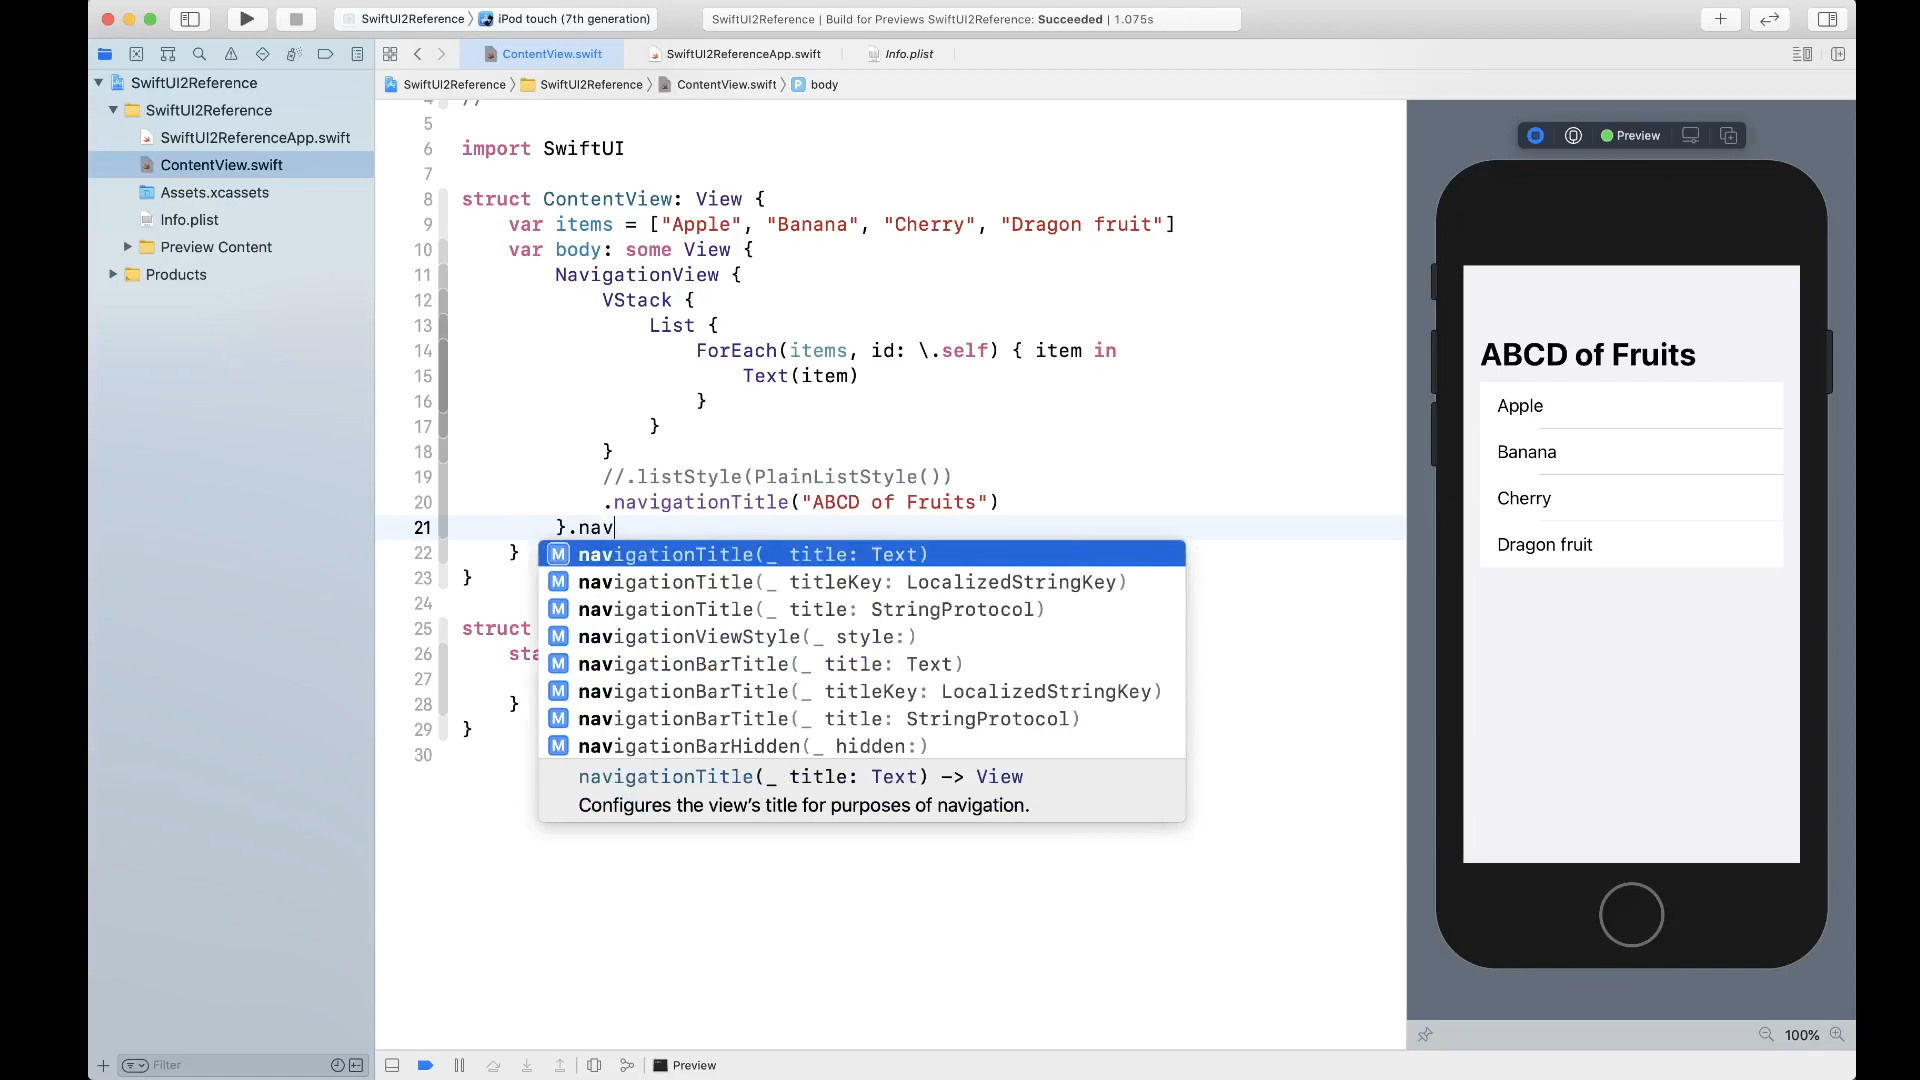 SwiftUI2Reference 〉 iPod touch (7th generation)
SwiftUI2Reference | Build for Previews SwiftUI2Reference: Succeeded | 1.075s
ContentView.swift
SwiftUI2ReferenceApp.swift
Info.plist
SwiftUI2Reference 〉 SwiftUI2Reference 〉 ContentView.swift 〉 P body
SwiftUI2Reference
SwiftUI2Reference
SwiftUI2ReferenceApp.swift
ContentView.swift
Assets.xcassets
Info.plist
Preview Content
Products
Filter
4 //
5
6 import SwiftUI
7
8 struct ContentView: View {
9 var items = ["Apple", "Banana", "Cherry", "Dragon fruit"]
10 var body: some View {
11 NavigationView {
12 VStack {
13 List {
14 ForEach(items, id: \.self) { item in
15 Text(item)
16 }
17 }
18 }
19 //.listStyle(PlainListStyle())
20 .navigationTitle("ABCD of Fruits")
21 }.nav
22 }
23 }
24
25 struct
26 sta
27
28 }
29 }
30
M navigationTitle(_ title: Text)
M navigationTitle(_ titleKey: LocalizedStringKey)
M navigationTitle(_ title: StringProtocol)
M navigationViewStyle(_ style:)
M navigationBarTitle(_ title: Text)
M navigationBarTitle(_ titleKey: LocalizedStringKey)
M navigationBarTitle(_ title: StringProtocol)
M navigationBarHidden(_ hidden:)
navigationTitle(_ title: Text) -> View
Configures the view's title for purposes of navigation.
Preview
Preview
ABCD of Fruits
Apple
Banana
Cherry
Dragon fruit
100%